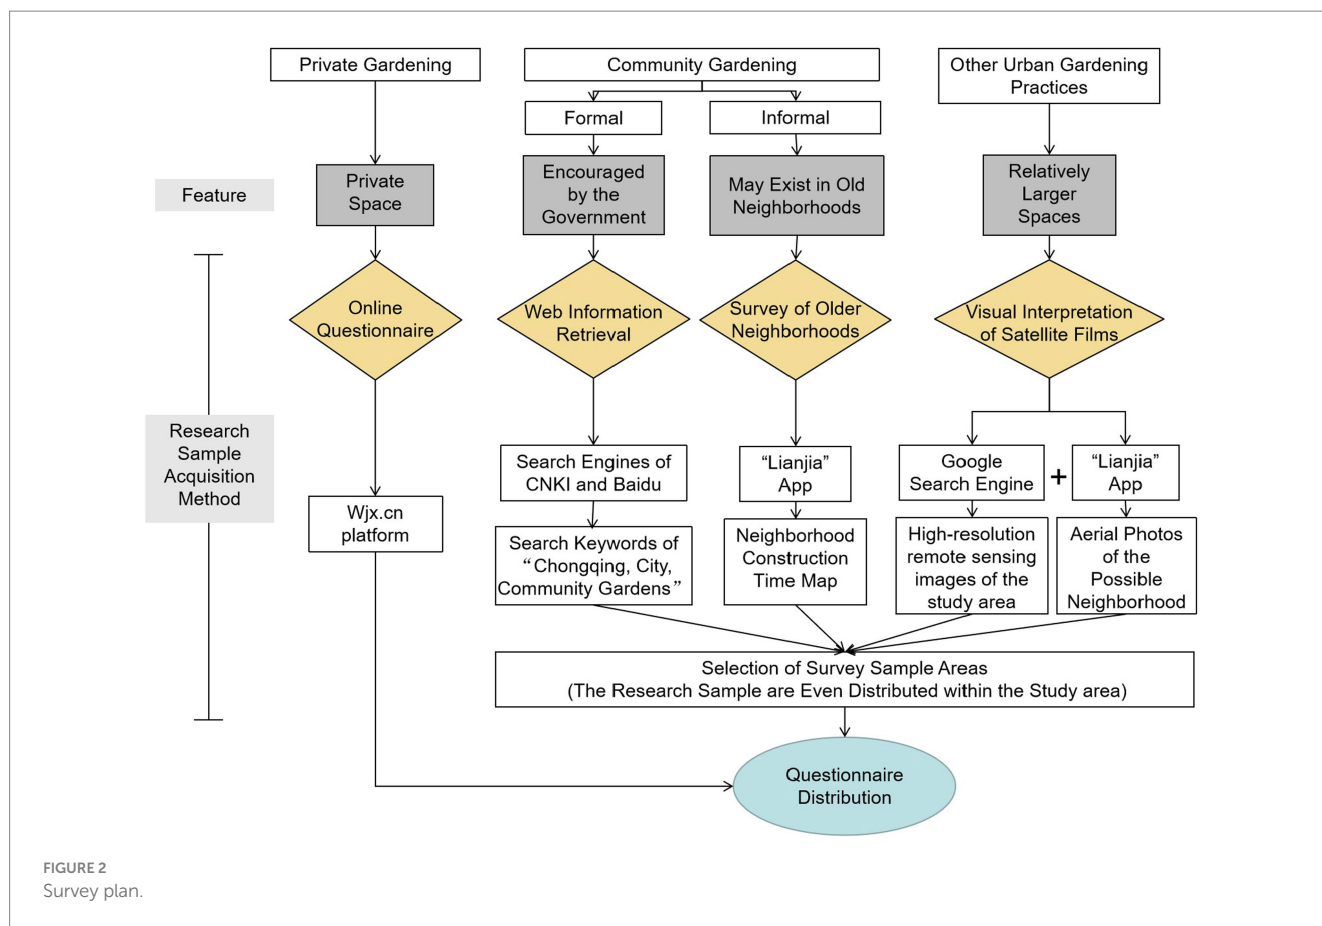 Private Gardening
Community Gardening
Other Urban Gardening
Practices
Formal
Informal
Feature
Private
Space
Encouraged
by the
Government
May Exist in Old
Neighborhoods
Relatively
Larger
Spaces
Online
Questionnaire
Web Information
Retrieval
Survey of Older
Neighborhoods
Visual Interpretation
of Satellite Films
Research
Sample
Acquisition
Method
Wjx.cn
platform
Search Engines of
CNKI and Baidu
“Lianjia”
App
Google
Search Engine
+
“Lianjia”
App
Search Keywords of
“Chongqing, City,
Community Gardens”
Neighborhood
Construction
Time Map
High-resolution
remote sensing
images of the
study area
Aerial Photos
of the
Possible
Neighborhood
Selection of Survey Sample Areas
(The Research Sample are Even Distributed within the Study area)
Questionnaire
Distribution
FIGURE 2
Survey plan.